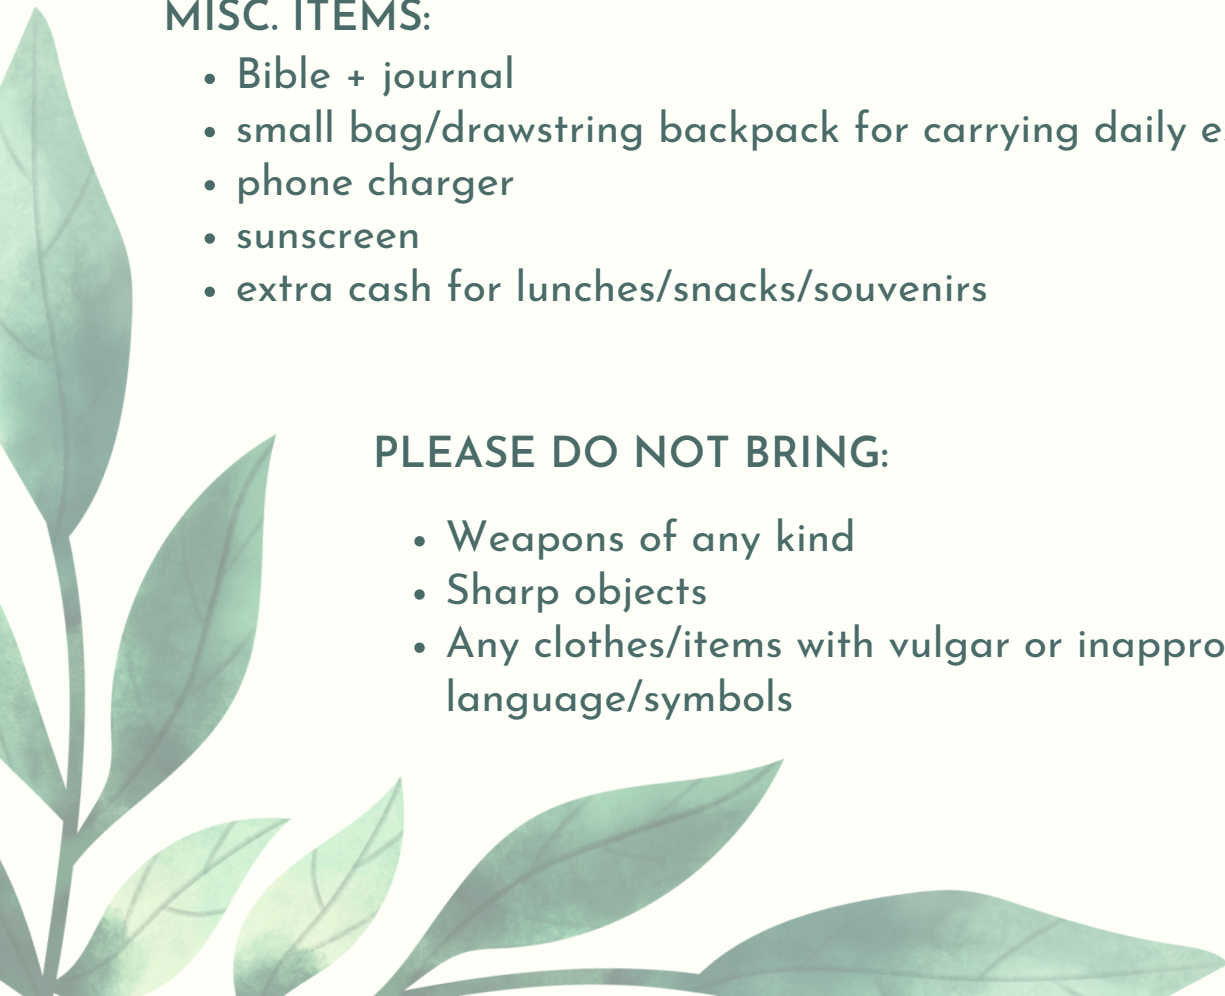 MISC. ITEMS:
• Bible + journal
• small bag/drawstring backpack for carrying daily
• phone charger
• sunscreen
• extra cash for lunches/snacks/souvenirs
PLEASE DO NOT BRING:
• Weapons of any kind
• Sharp objects
• Any clothes/items with vulgar or
language/symbols